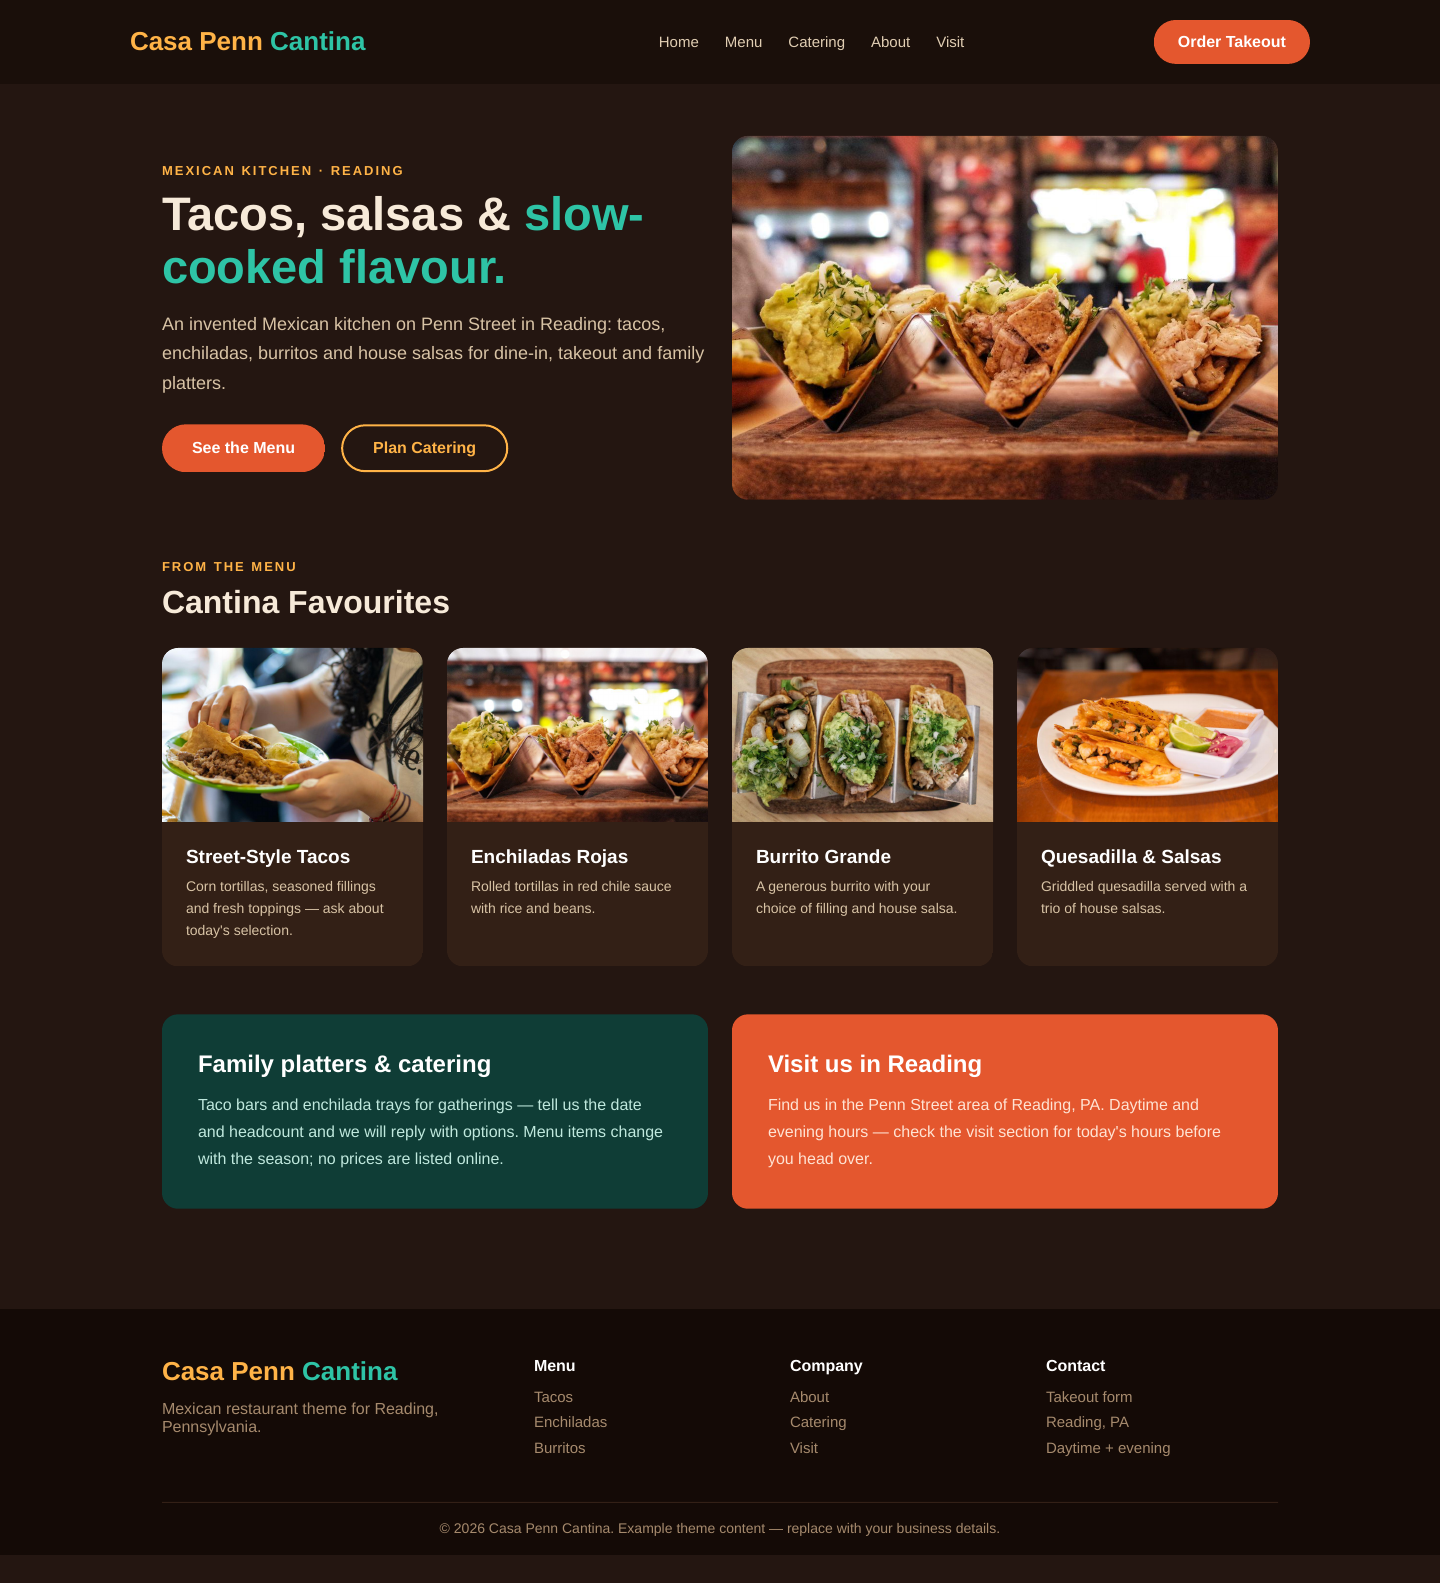 Casa Penn Cantina
Home Menu Catering About Visit
Order Takeout
MEXICAN KITCHEN · READING
Tacos, salsas & slow-
cooked flavour.
An invented Mexican kitchen on Penn Street in Reading: tacos,
enchiladas, burritos and house salsas for dine-in, takeout and family
platters.
See the Menu
Plan Catering
FROM THE MENU
Cantina Favourites
Street-Style Tacos
Corn tortillas, seasoned fillings
and fresh toppings — ask about
today's selection.
Enchiladas Rojas
Rolled tortillas in red chile sauce
with rice and beans.
Burrito Grande
A generous burrito with your
choice of filling and house salsa.
Quesadilla & Salsas
Griddled quesadilla served with a
trio of house salsas.
Family platters & catering
Taco bars and enchilada trays for gatherings — tell us the date
and headcount and we will reply with options. Menu items change
with the season; no prices are listed online.
Visit us in Reading
Find us in the Penn Street area of Reading, PA. Daytime and
evening hours — check the visit section for today's hours before
you head over.
Casa Penn Cantina
Mexican restaurant theme for Reading,
Pennsylvania.
Menu
Tacos
Enchiladas
Burritos
Company
About
Catering
Visit
Contact
Takeout form
Reading, PA
Daytime + evening
© 2026 Casa Penn Cantina. Example theme content — replace with your business details.